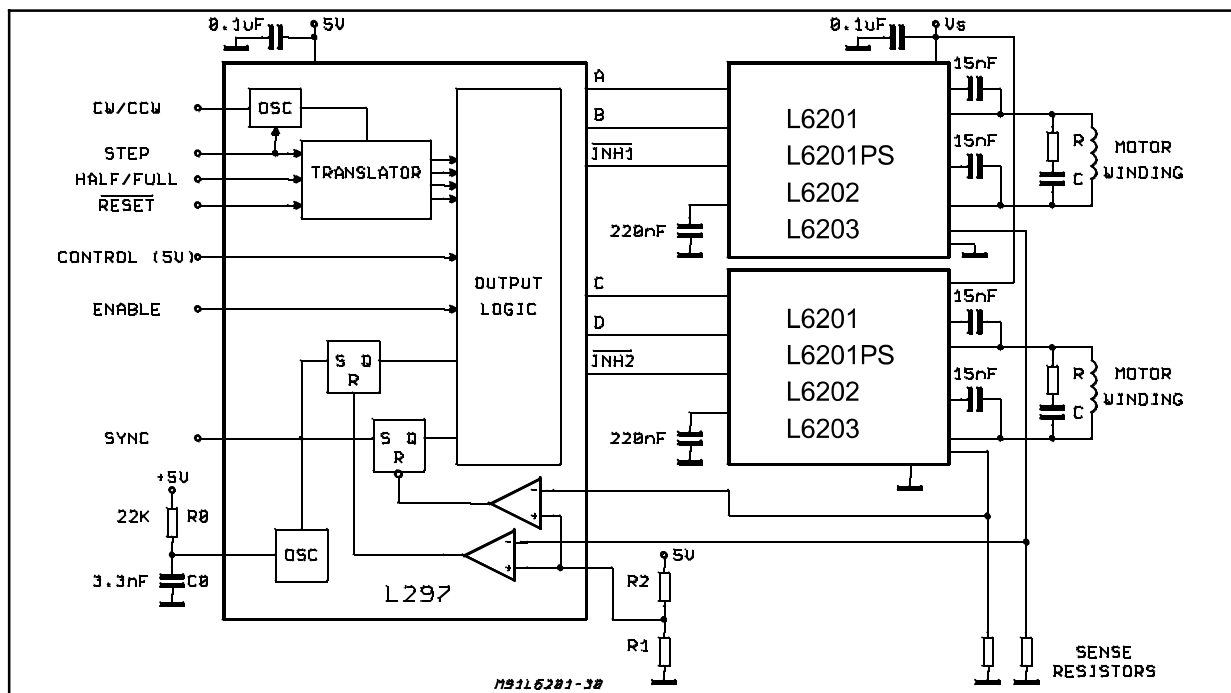 0.1uF
5V
0.1uF
Vs
CW/CCW
OSC
STEP
HALF/FULL
RESET
TRANSLATOR
CONTROL (5V)
ENABLE
OUTPUT
LOGIC
S Q
R
SYNC
S Q
R
+5V
22K
R0
3.3nF
C0
OSC
L297
A
B
INH1
C
D
INH2
220nF
220nF
L6201
L6201PS
L6202
L6203
L6201
L6201PS
L6202
L6203
15nF
15nF
R
C
MOTOR
WINDING
15nF
15nF
R
C
MOTOR
WINDING
-
+
-
+
5V
R2
R1
SENSE
RESISTORS
M91L6201-30